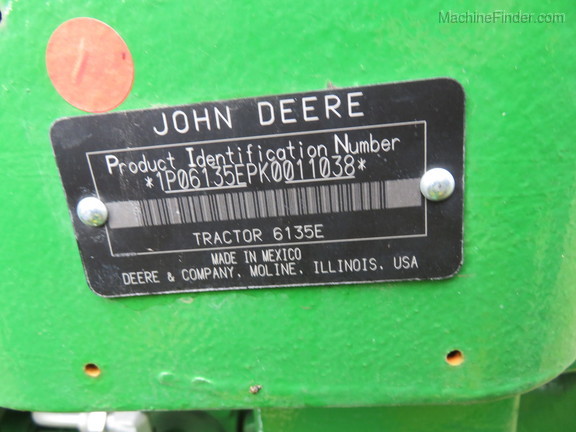 MachineFinder.com
JOHN DEERE
Product Identification Number
*1P06135EPK0011038*
TRACTOR 6135E
MADE IN MEXICO
DEERE & COMPANY, MOLINE, ILLINOIS, USA